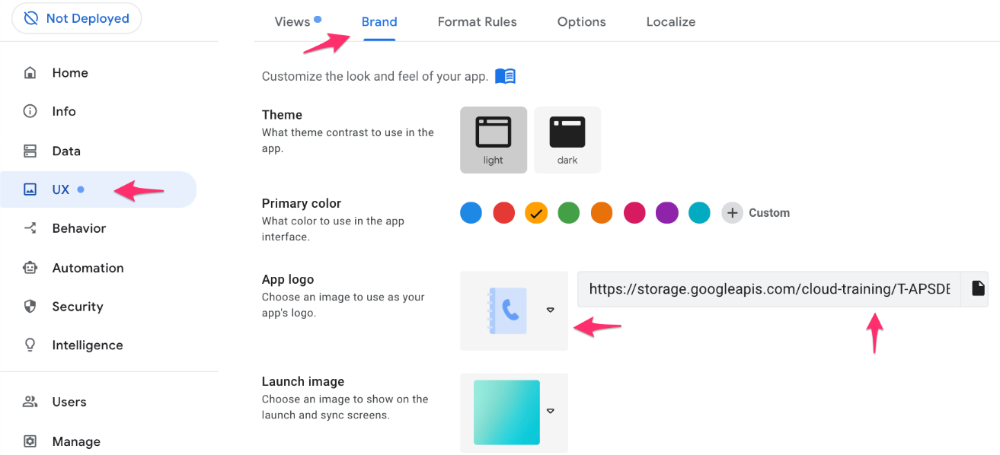 Not Deployed
Home
Info
Data
UX
Behavior
Automation
Security
Intelligence
Users
Manage
Views
Brand
Format Rules
Options
Localize
Customize the look and feel of your app.
Theme
What theme contrast to use in the
app.
light
dark
Primary color
What color to use in the app
interface.
Custom
App logo
Choose an image to use as your
app's logo.
https://storage.googleapis.com/cloud-training/T-APSDE
Launch image
Choose an image to show on the
launch and sync screens.